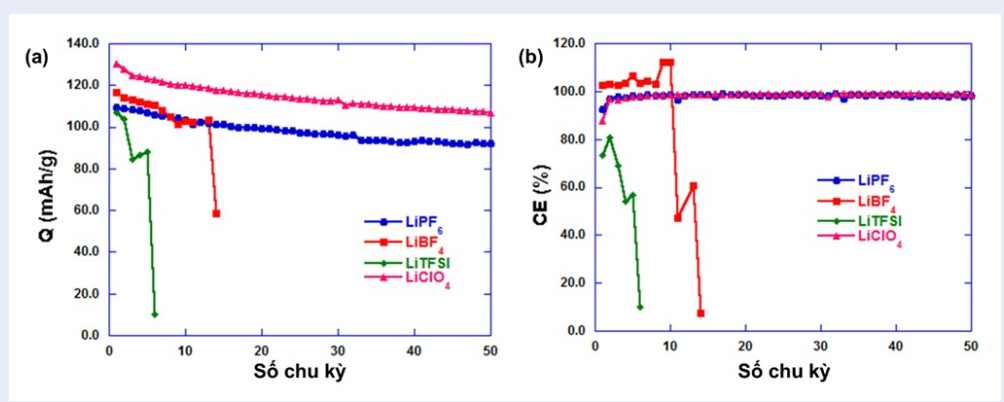 (a)
Q (mAh/g)
140.0
120.0
100.0
80.0
60.0
40.0
20.0
0.0
LiPF₆
LiBF₄
LiTFSI
LiClO₄
0 10 20 30 40 50
Số chu kỳ
(b)
CE (%)
120.0
100.0
80.0
60.0
40.0
20.0
0.0
LiPF₆
LiBF₄
LiTFSI
LiClO₄
0 10 20 30 40 50
Số chu kỳ